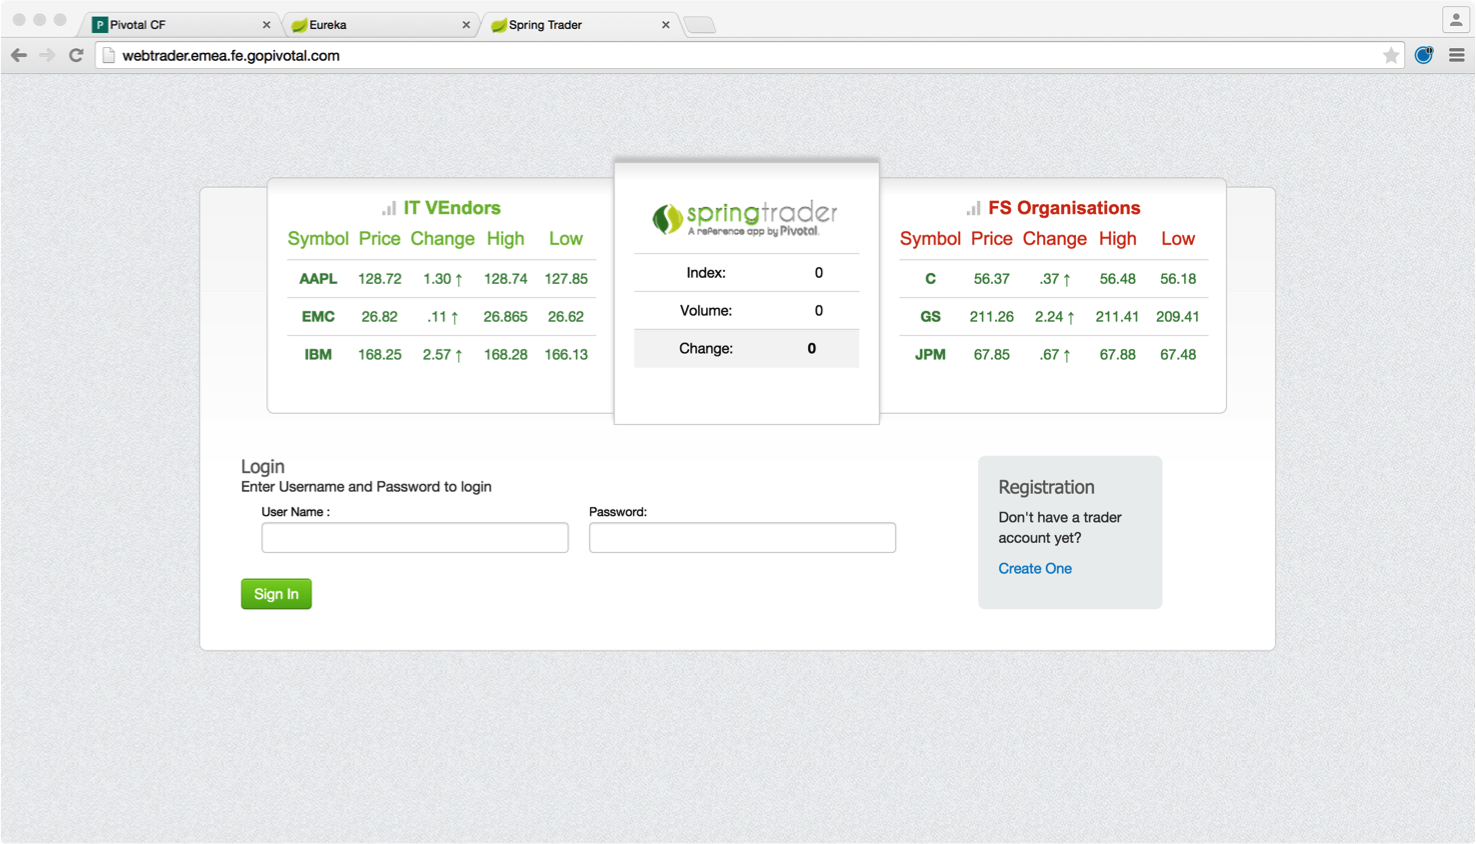 Pivotal CF
Eureka
Spring Trader
webtrader.emea.fe.gopivotal.com
IT VEndors
Symbol Price Change High Low
AAPL 128.72 1.30 ↑ 128.74 127.85
EMC 26.82 .11 ↑ 26.865 26.62
IBM 168.25 2.57 ↑ 168.28 166.13
springtrader
A reference app by Pivotal.
Index: 0
Volume: 0
Change: 0
FS Organisations
Symbol Price Change High Low
C 56.37 .37 ↑ 56.48 56.18
GS 211.26 2.24 ↑ 211.41 209.41
JPM 67.85 .67 ↑ 67.88 67.48
Login
Enter Username and Password to login
User Name :
Password:
Sign In
Registration
Don't have a trader
account yet?
Create One